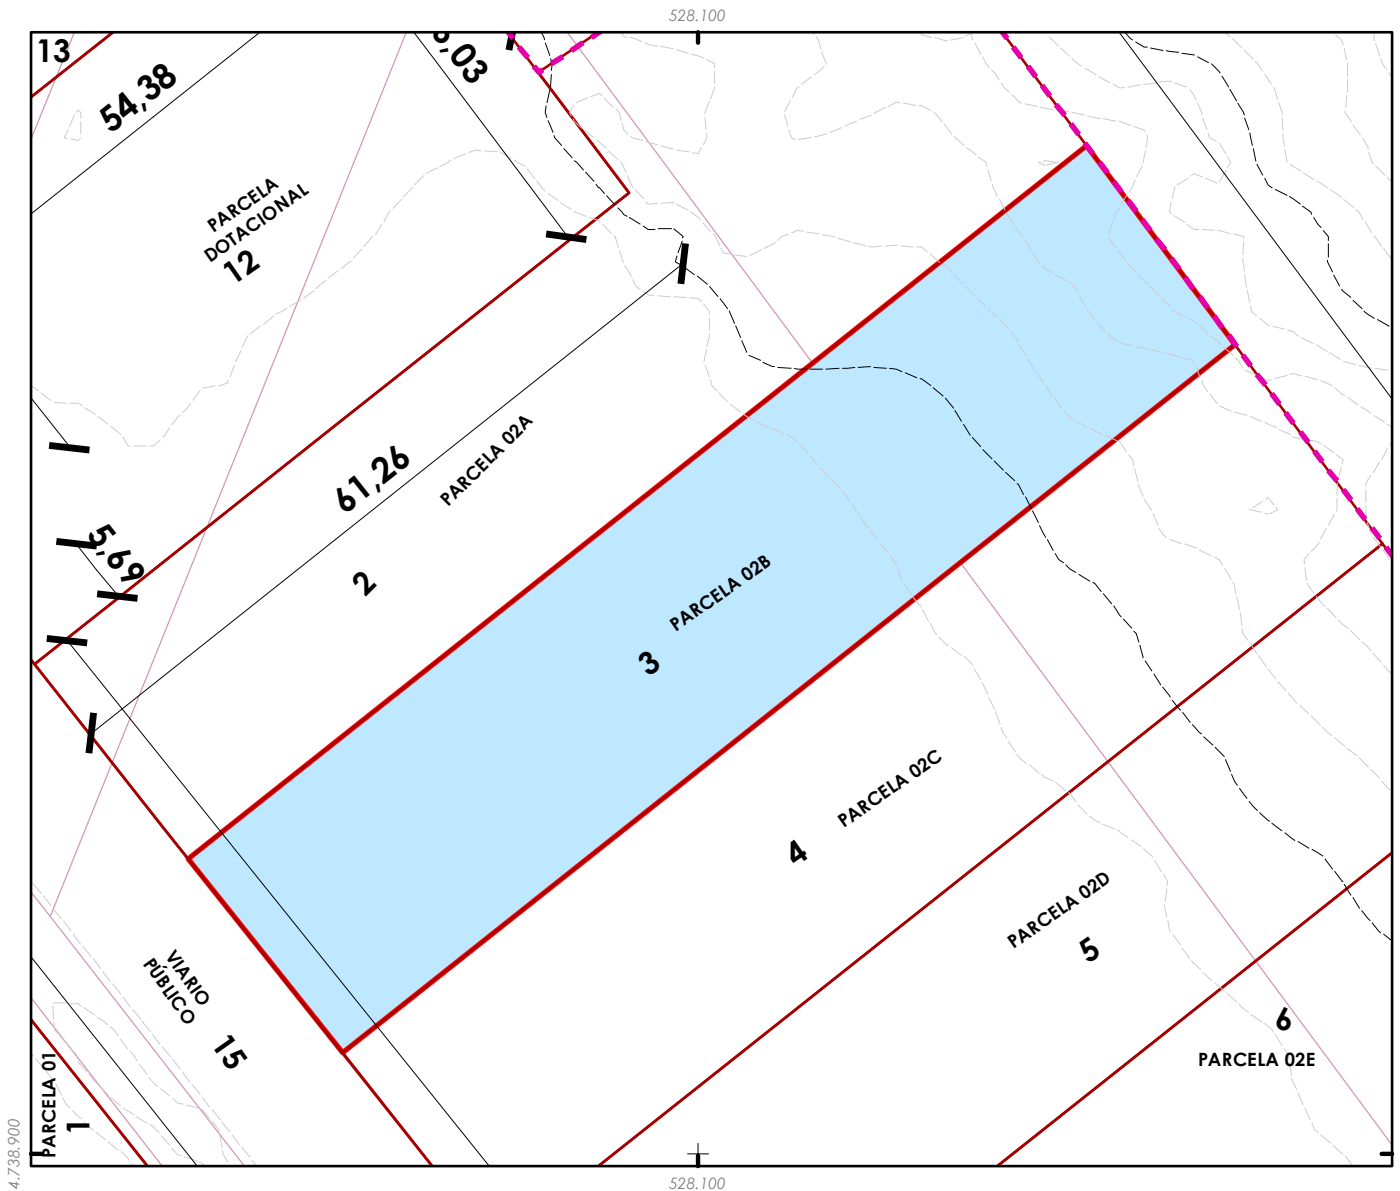 528.100
13
54,38
,03
PARCELA
DOTACIONAL
12
61,26
PARCELA 02A
5,69
2
PARCELA 02B
3
PARCELA 02C
4
PARCELA 02D
5
6
PARCELA 02E
VIARIO
PÚBLICO
15
PARCELA 01
1
4.738.900
528.100